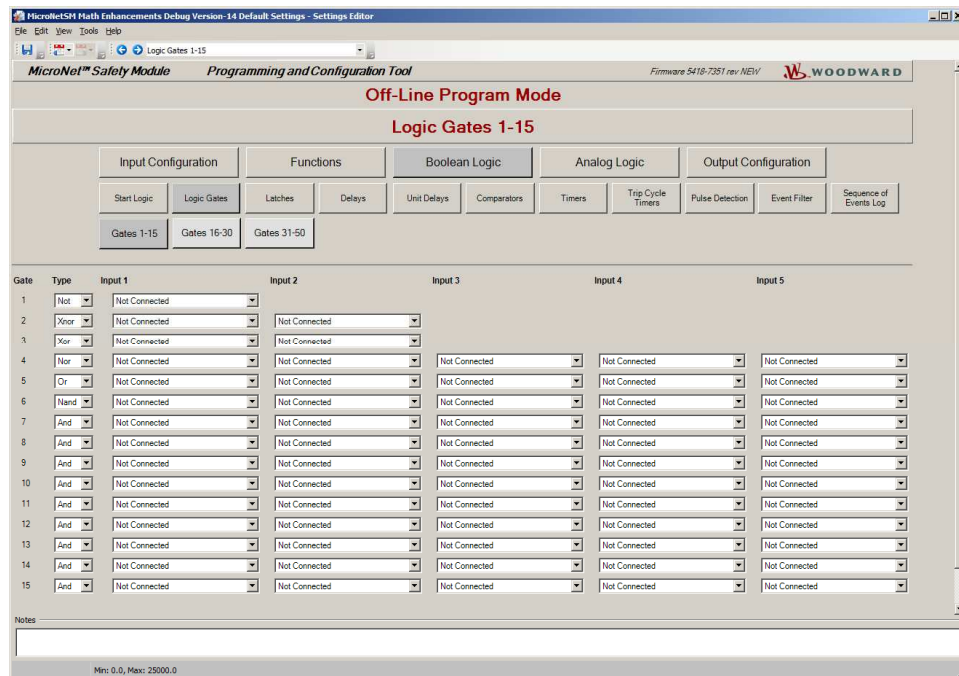 MicroNetSM Math Enhancements Debug Version-14 Default Settings - Settings Editor
File Edit View Tools Help
Logic Gates 1-15
MicroNet™ Safety Module Programming and Configuration Tool Firmware 5418-7351 rev NEW WOODWARD
Off-Line Program Mode
Logic Gates 1-15
Input Configuration Functions Boolean Logic Analog Logic Output Configuration
Start Logic Logic Gates Latches Delays Unit Delays Comparators Timers Trip Cycle Timers Pulse Detection Event Filter Sequence of Events Log
Gates 1-15 Gates 16-30 Gates 31-50
Gate Type Input 1 Input 2 Input 3 Input 4 Input 5
1 Not Not Connected
2 Xnor Not Connected Not Connected
3 Xor Not Connected Not Connected
4 Nor Not Connected Not Connected Not Connected Not Connected Not Connected
5 Or Not Connected Not Connected Not Connected Not Connected Not Connected
6 Nand Not Connected Not Connected Not Connected Not Connected Not Connected
7 And Not Connected Not Connected Not Connected Not Connected Not Connected
8 And Not Connected Not Connected Not Connected Not Connected Not Connected
9 And Not Connected Not Connected Not Connected Not Connected Not Connected
10 And Not Connected Not Connected Not Connected Not Connected Not Connected
11 And Not Connected Not Connected Not Connected Not Connected Not Connected
12 And Not Connected Not Connected Not Connected Not Connected Not Connected
13 And Not Connected Not Connected Not Connected Not Connected Not Connected
14 And Not Connected Not Connected Not Connected Not Connected Not Connected
15 And Not Connected Not Connected Not Connected Not Connected Not Connected
Notes
Min: 0.0, Max: 25000.0